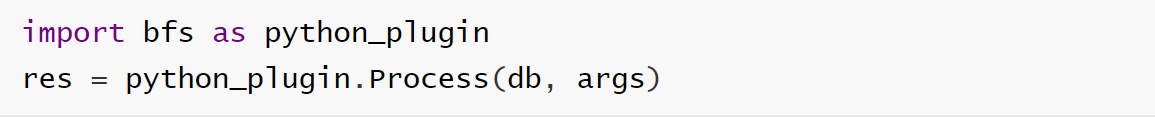 import bfs as python_plugin
res = python_plugin.Process(db, args)